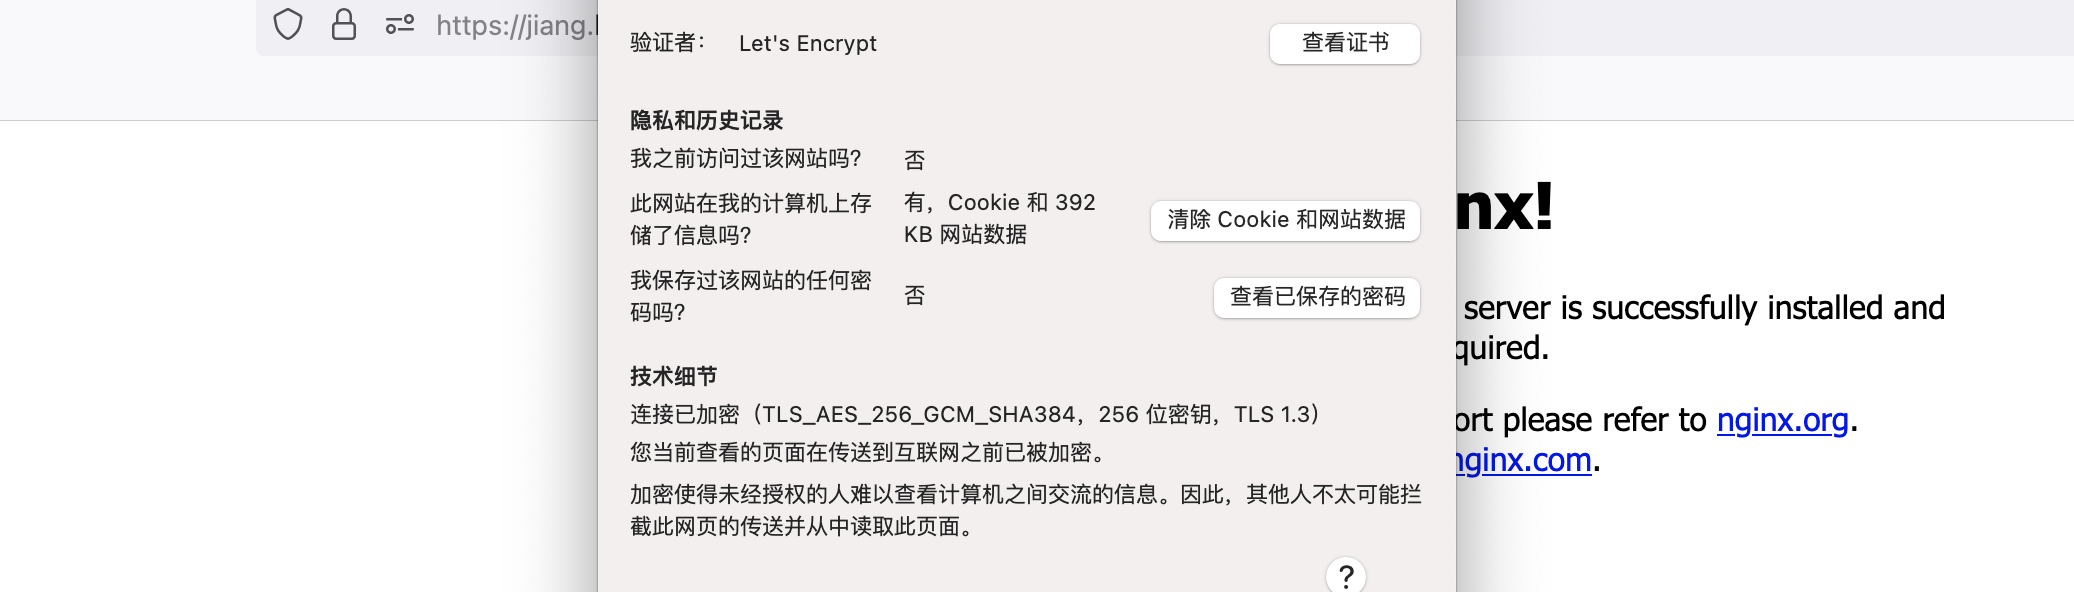 https://jiang.
验证者： Let's Encrypt
查看证书
隐私和历史记录
我之前访问过该网站吗？ 否
此网站在我的计算机上存
储了信息吗？
有，Cookie 和 392
KB 网站数据
清除 Cookie 和网站数据
我保存过该网站的任何密
码吗？
否
查看已保存的密码
技术细节
连接已加密（TLS_AES_256_GCM_SHA384，256 位密钥，TLS 1.3）
您当前查看的页面在传送到互联网之前已被加密。
加密使得未经授权的人难以查看计算机之间交流的信息。因此，其他人不太可能拦
截此网页的传送并从中读取此页面。
?
nx!
server is successfully installed and
quired.
ort please refer to nginx.org.
nginx.com.